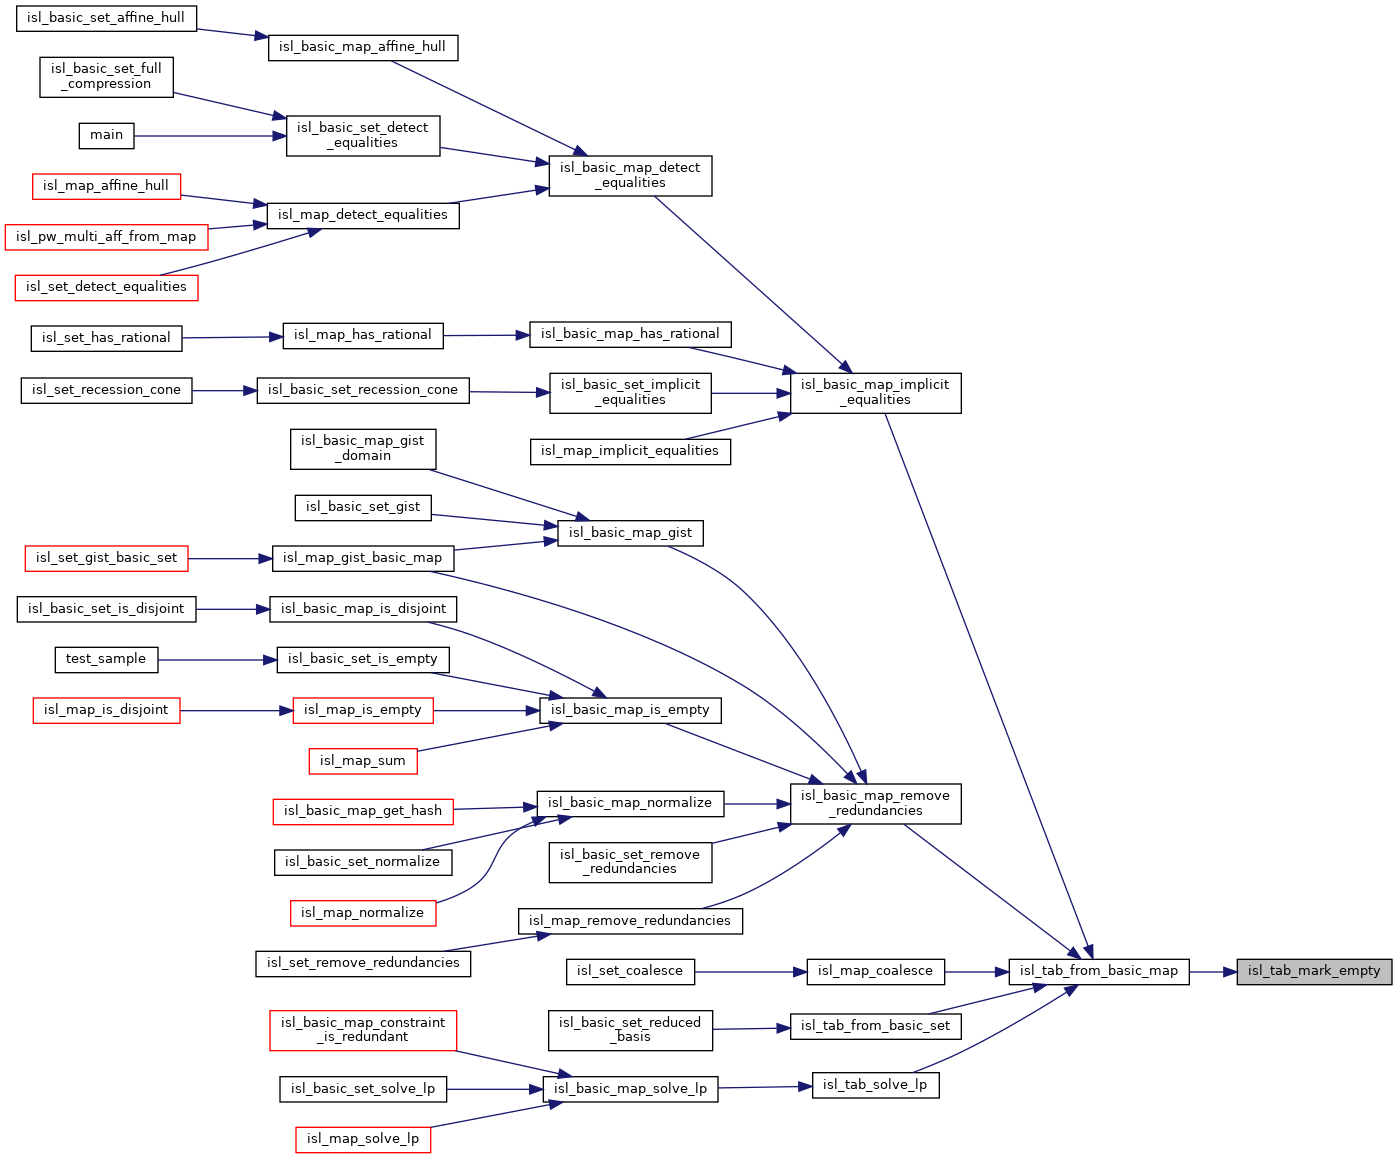 isl_basic_set_affine_hull
isl_basic_map_affine_hull
isl_basic_set_full
_compression
isl_basic_set_detect
_equalities
main
isl_basic_map_detect
_equalities
isl_map_affine_hull
isl_map_detect_equalities
isl_pw_multi_aff_from_map
isl_set_detect_equalities
isl_set_has_rational
isl_map_has_rational
isl_basic_map_has_rational
isl_set_recession_cone
isl_basic_set_recession_cone
isl_basic_set_implicit
_equalities
isl_basic_map_implicit
_equalities
isl_map_implicit_equalities
isl_basic_map_gist
_domain
isl_basic_set_gist
isl_basic_map_gist
isl_set_gist_basic_set
isl_map_gist_basic_map
isl_basic_set_is_disjoint
isl_basic_map_is_disjoint
test_sample
isl_basic_set_is_empty
isl_map_is_disjoint
isl_map_is_empty
isl_basic_map_is_empty
isl_map_sum
isl_basic_map_get_hash
isl_basic_map_normalize
isl_basic_map_remove
_redundancies
isl_basic_set_normalize
isl_basic_set_remove
_redundancies
isl_map_normalize
isl_map_remove_redundancies
isl_set_remove_redundancies
isl_set_coalesce
isl_map_coalesce
isl_tab_from_basic_map
isl_tab_mark_empty
isl_basic_map_constraint
_is_redundant
isl_basic_set_reduced
_basis
isl_tab_from_basic_set
isl_basic_set_solve_lp
isl_basic_map_solve_lp
isl_tab_solve_lp
isl_map_solve_lp